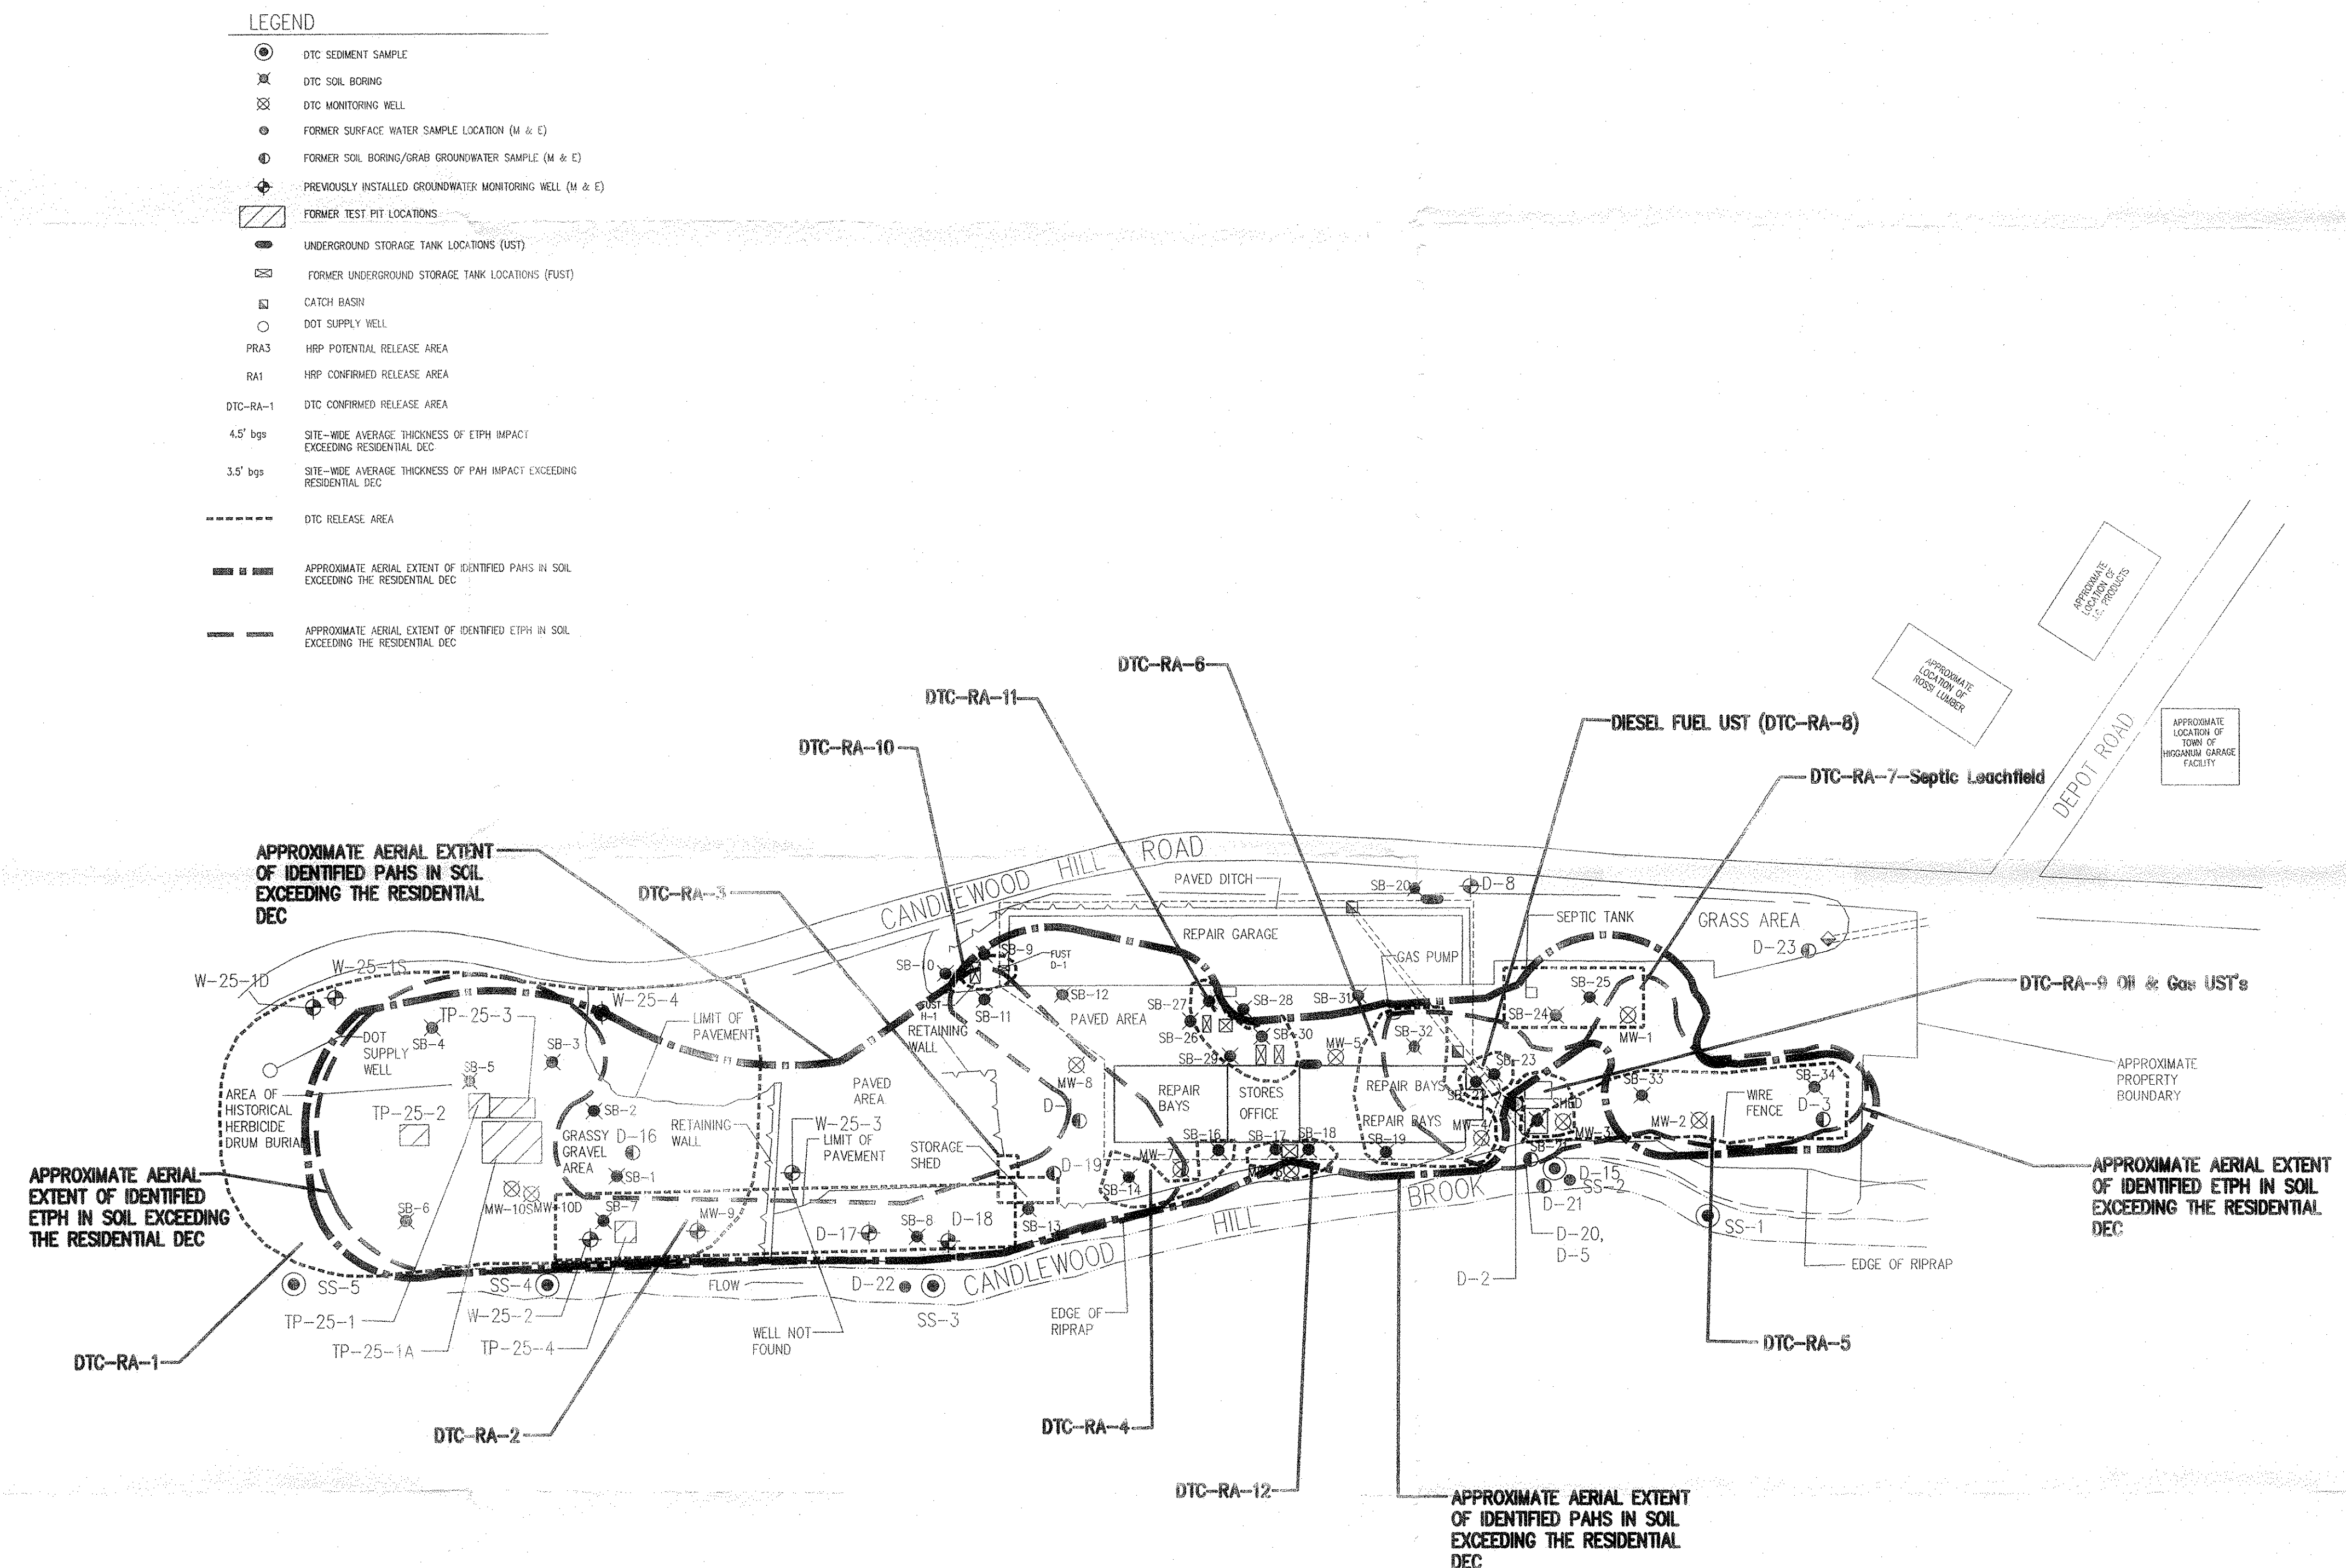 LEGEND
DTC SEDIMENT SAMPLE
DTC SOIL BORING
DTC MONITORING WELL
FORMER SURFACE WATER SAMPLE LOCATION (M & E)
FORMER SOIL BORING/GRAB GROUNDWATER SAMPLE (M & E)
PREVIOUSLY INSTALLED GROUNDWATER MONITORING WELL (M & E)
FORMER TEST PIT LOCATIONS
UNDERGROUND STORAGE TANK LOCATIONS (UST)
FORMER UNDERGROUND STORAGE TANK LOCATIONS (FUST)
CATCH BASIN
DOT SUPPLY WELL
PRA3 HRP POTENTIAL RELEASE AREA
RA1 HRP CONFIRMED RELEASE AREA
DTC-RA-1 DTC CONFIRMED RELEASE AREA
4.5' bgs SITE-WIDE AVERAGE THICKNESS OF ETPH IMPACT
EXCEEDING RESIDENTIAL DEC
3.5' bgs SITE-WIDE AVERAGE THICKNESS OF PAH IMPACT EXCEEDING
RESIDENTIAL DEC
DTC RELEASE AREA
APPROXIMATE AERIAL EXTENT OF IDENTIFIED PAHS IN SOIL
EXCEEDING THE RESIDENTIAL DEC
APPROXIMATE AERIAL EXTENT OF IDENTIFIED ETPH IN SOIL
EXCEEDING THE RESIDENTIAL DEC
APPROXIMATE
LOCATION OF
PRODUCTS
APPROXIMATE
LOCATION OF
ROSSI LUMBER
APPROXIMATE
LOCATION OF
TOWN OF
HIGGANUM GARAGE
FACILITY
DEPOT ROAD
DTC-RA-6
DTC-RA-11
DTC-RA-10
DIESEL FUEL UST (DTC-RA-8)
DTC-RA-7-Septic Leachfield
APPROXIMATE AERIAL EXTENT
OF IDENTIFIED PAHS IN SOIL
EXCEEDING THE RESIDENTIAL
DEC
DTC-RA-3
CANDLEWOOD HILL ROAD
PAVED DITCH
SB-20
D-8
SEPTIC TANK
GRASS AREA
D-23
REPAIR GARAGE
GAS PUMP
DTC-RA-9 Oil & Gas UST's
W-25-1D
W-25-1S
W-25-4
TP-25-3
SB-4
SB-3
SB-5
DOT
SUPPLY
WELL
LIMIT OF
PAVEMENT
AREA OF
HISTORICAL
HERBICIDE
DRUM BURIAL
TP-25-2
SB-2
GRASSY
GRAVEL
AREA
D-16
SB-1
SB-6
MW-10S
MW-10D
SB-7
MW-9
RETAINING
WALL
W-25-3
LIMIT OF
PAVEMENT
PAVED
AREA
RETAINING
WALL
SB-10
SB-9
FUST
D-1
FUST
H-1
SB-11
SB-12
PAVED AREA
MW-8
D-1
STORAGE
SHED
D-19
D-17
SB-8
D-18
SB-13
SB-14
MW-7
SB-16
SB-17
SB-18
SB-19
SB-27
SB-28
SB-26
SB-30
SB-29
SB-31
SB-32
MW-5
REPAIR
BAYS
STORES
OFFICE
REPAIR BAYS
REPAIR BAYS
SB-25
SB-24
MW-1
SB-23
SHED
MW-4
MW-3
SB-21
SB-33
MW-2
WIRE
FENCE
SB-34
D-3
APPROXIMATE
PROPERTY
BOUNDARY
D-15
SS-2
D-21
D-20,
D-5
D-2
SS-1
EDGE OF RIPRAP
APPROXIMATE AERIAL
EXTENT OF IDENTIFIED
ETPH IN SOIL EXCEEDING
THE RESIDENTIAL DEC
APPROXIMATE AERIAL EXTENT
OF IDENTIFIED ETPH IN SOIL
EXCEEDING THE RESIDENTIAL
DEC
CANDLEWOOD HILL BROOK
SS-5
SS-4
FLOW
D-22
SS-3
TP-25-1
W-25-2
TP-25-1A
TP-25-4
WELL NOT
FOUND
EDGE OF
RIPRAP
DTC-RA-1
DTC-RA-2
DTC-RA-4
DTC-RA-5
DTC-RA-12
APPROXIMATE AERIAL EXTENT
OF IDENTIFIED PAHS IN SOIL
EXCEEDING THE RESIDENTIAL
DEC